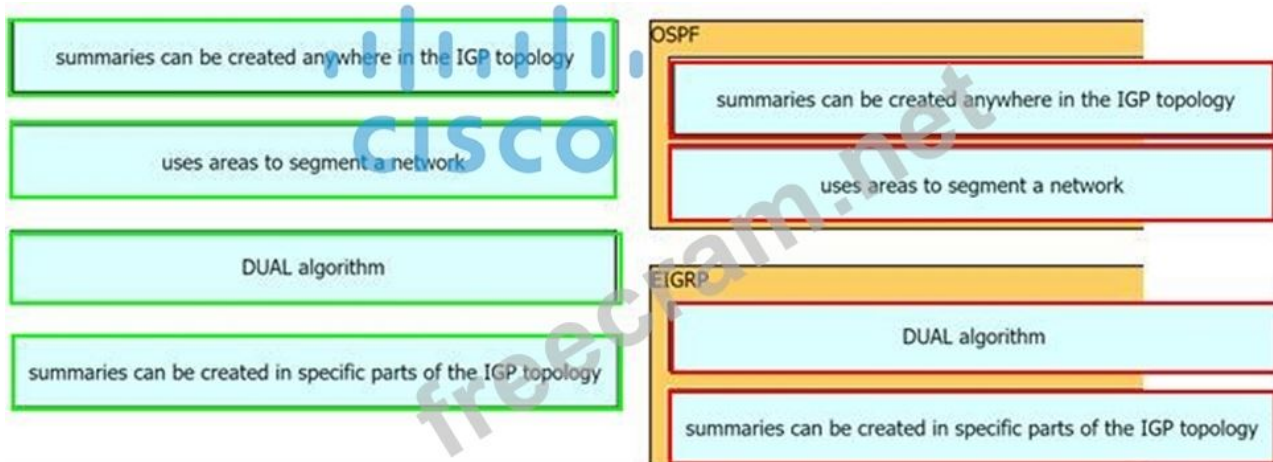 summaries can be created anywhere in the IGP topology
uses areas to segment a network
DUAL algorithm
summaries can be created in specific parts of the IGP topology
CISCO
OSPF
summaries can be created anywhere in the IGP topology
uses areas to segment a network
EIGRP
DUAL algorithm
summaries can be created in specific parts of the IGP topology
freecram.net